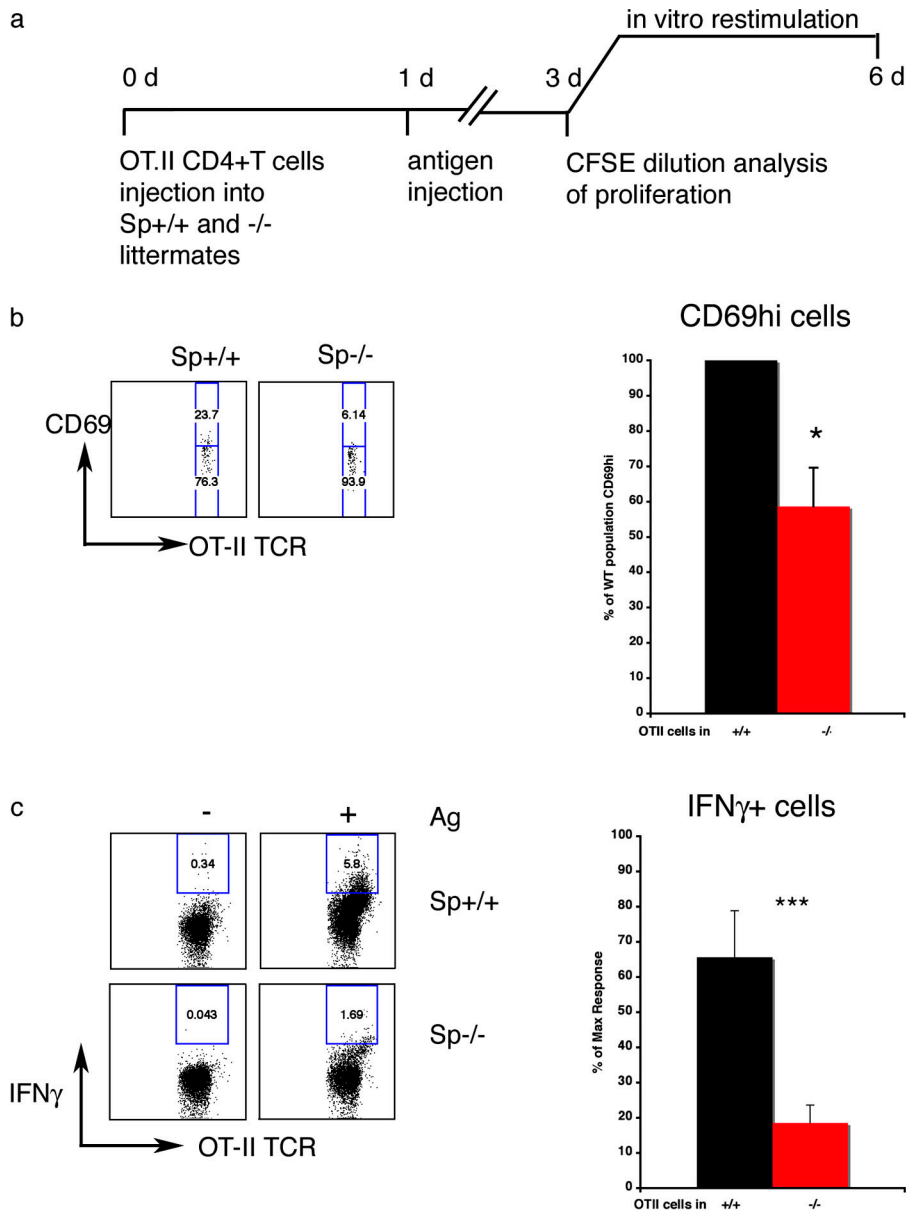 a
in vitro restimulation
0 d
1 d
3 d
6 d
OT.II CD4+T cells
injection into
Sp+/+ and -/-
littermates
antigen
injection
CFSE dilution analysis
of proliferation
b
Sp+/+
Sp-/-
CD69
23.7
76.3
6.14
93.9
OT-II TCR
CD69hi cells
% of WT population CD69hi
100
90
80
70
60
50
40
30
20
10
0
*
OTII cells in
+/+
-/-
c
-
+
Ag
0.34
5.8
Sp+/+
0.043
1.69
Sp-/-
IFNγ
OT-II TCR
IFNγ+ cells
% of Max Response
100
90
80
70
60
50
40
30
20
10
0
***
OTII cells in
+/+
-/-